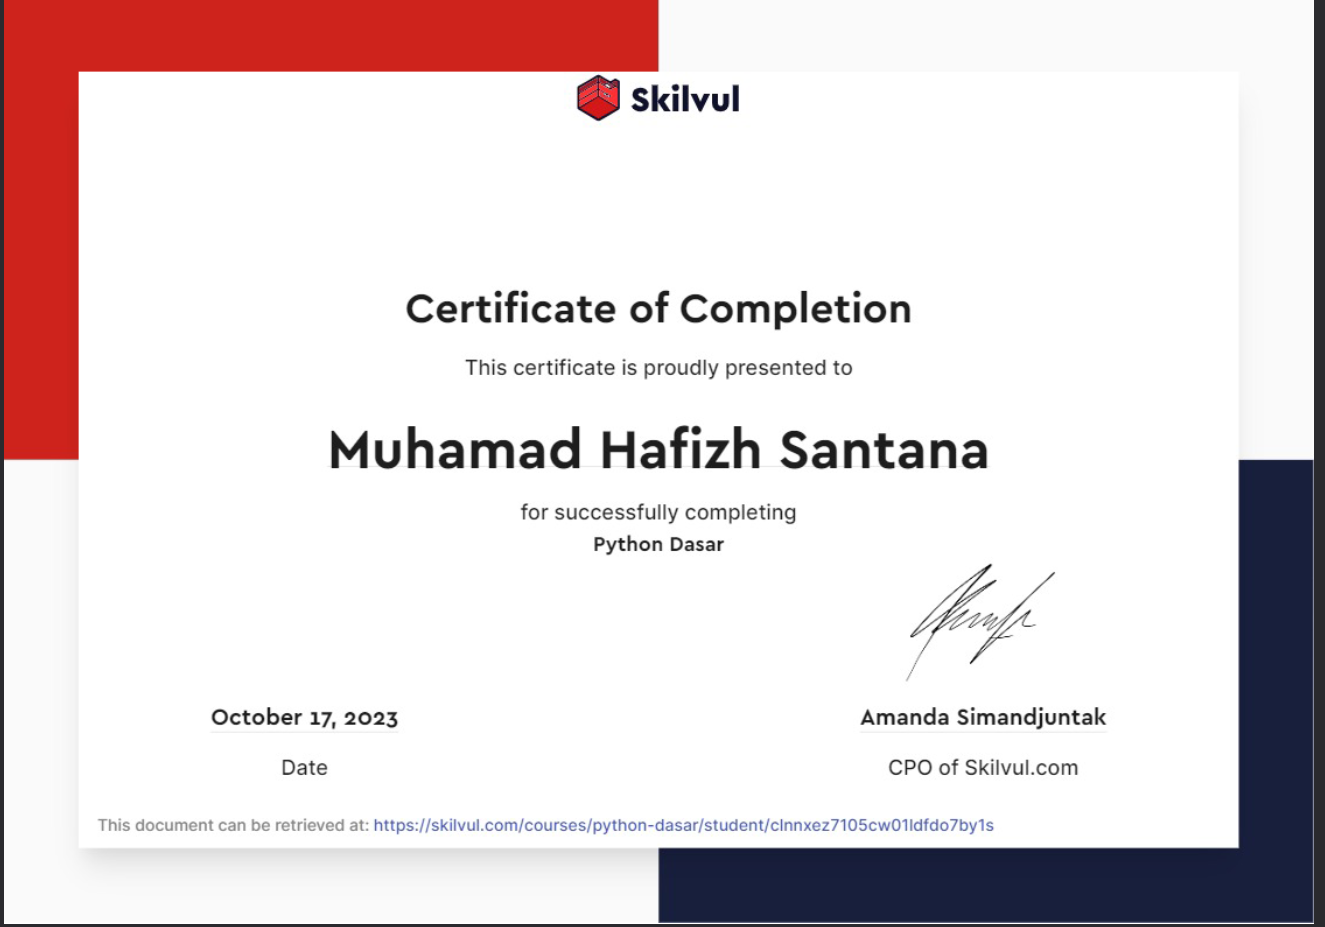 Skilvul
Certificate of Completion
This certificate is proudly presented to
Muhamad Hafizh Santana
for successfully completing
Python Dasar
October 17, 2023
Date
Amanda Simandjuntak
CPO of Skilvul.com
This document can be retrieved at: https://skilvul.com/courses/python-dasar/student/clnnxez7105cw01ldfdo7by1s